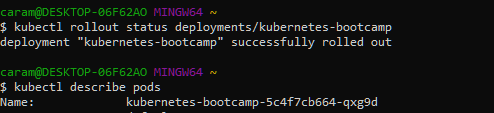 caram@DESKTOP-06F62AO MINGW64 ~
$ kubectl rollout status deployments/kubernetes-bootcamp
deployment "kubernetes-bootcamp" successfully rolled out
caram@DESKTOP-06F62AO MINGW64 ~
$ kubectl describe pods
Name: kubernetes-bootcamp-5c4f7cb664-qxg9d